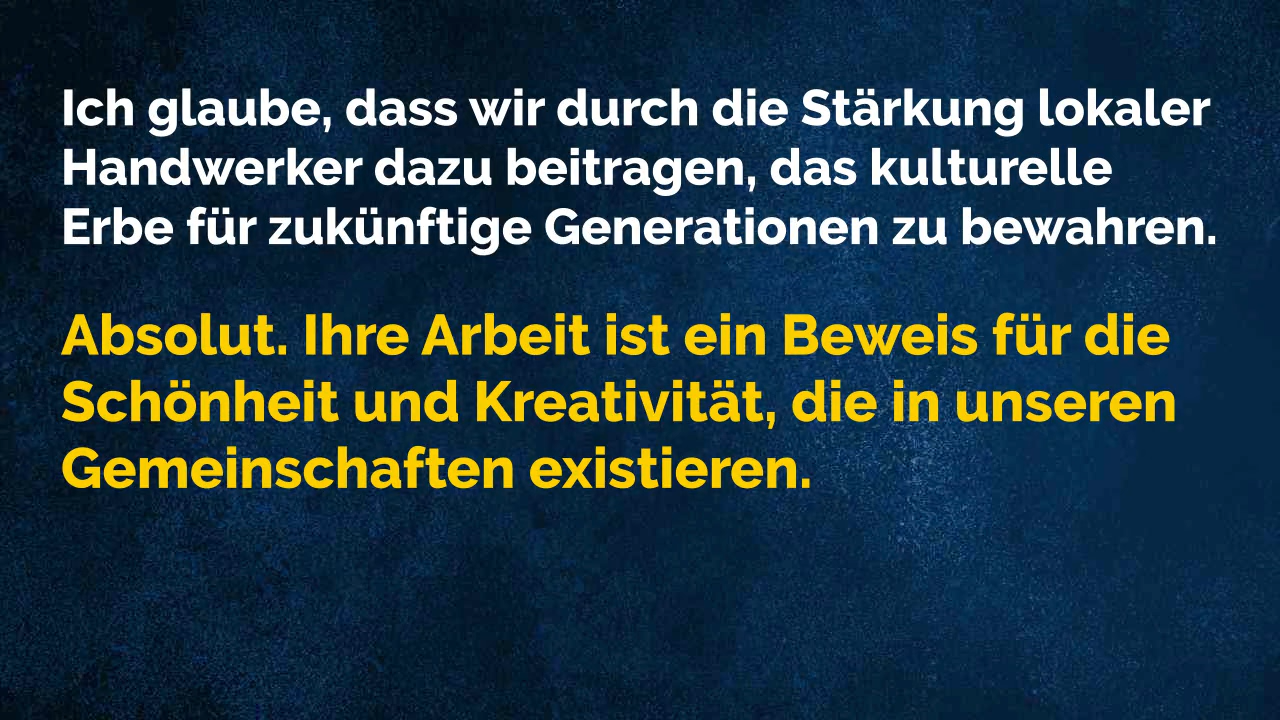 Ich glaube, dass wir durch die Stärkung lokaler
Handwerker dazu beitragen, das kulturelle
Erbe für zukünftige Generationen zu bewahren.
Absolut. Ihre Arbeit ist ein Beweis für die
Schönheit und Kreativität, die in unseren
Gemeinschaften existieren.